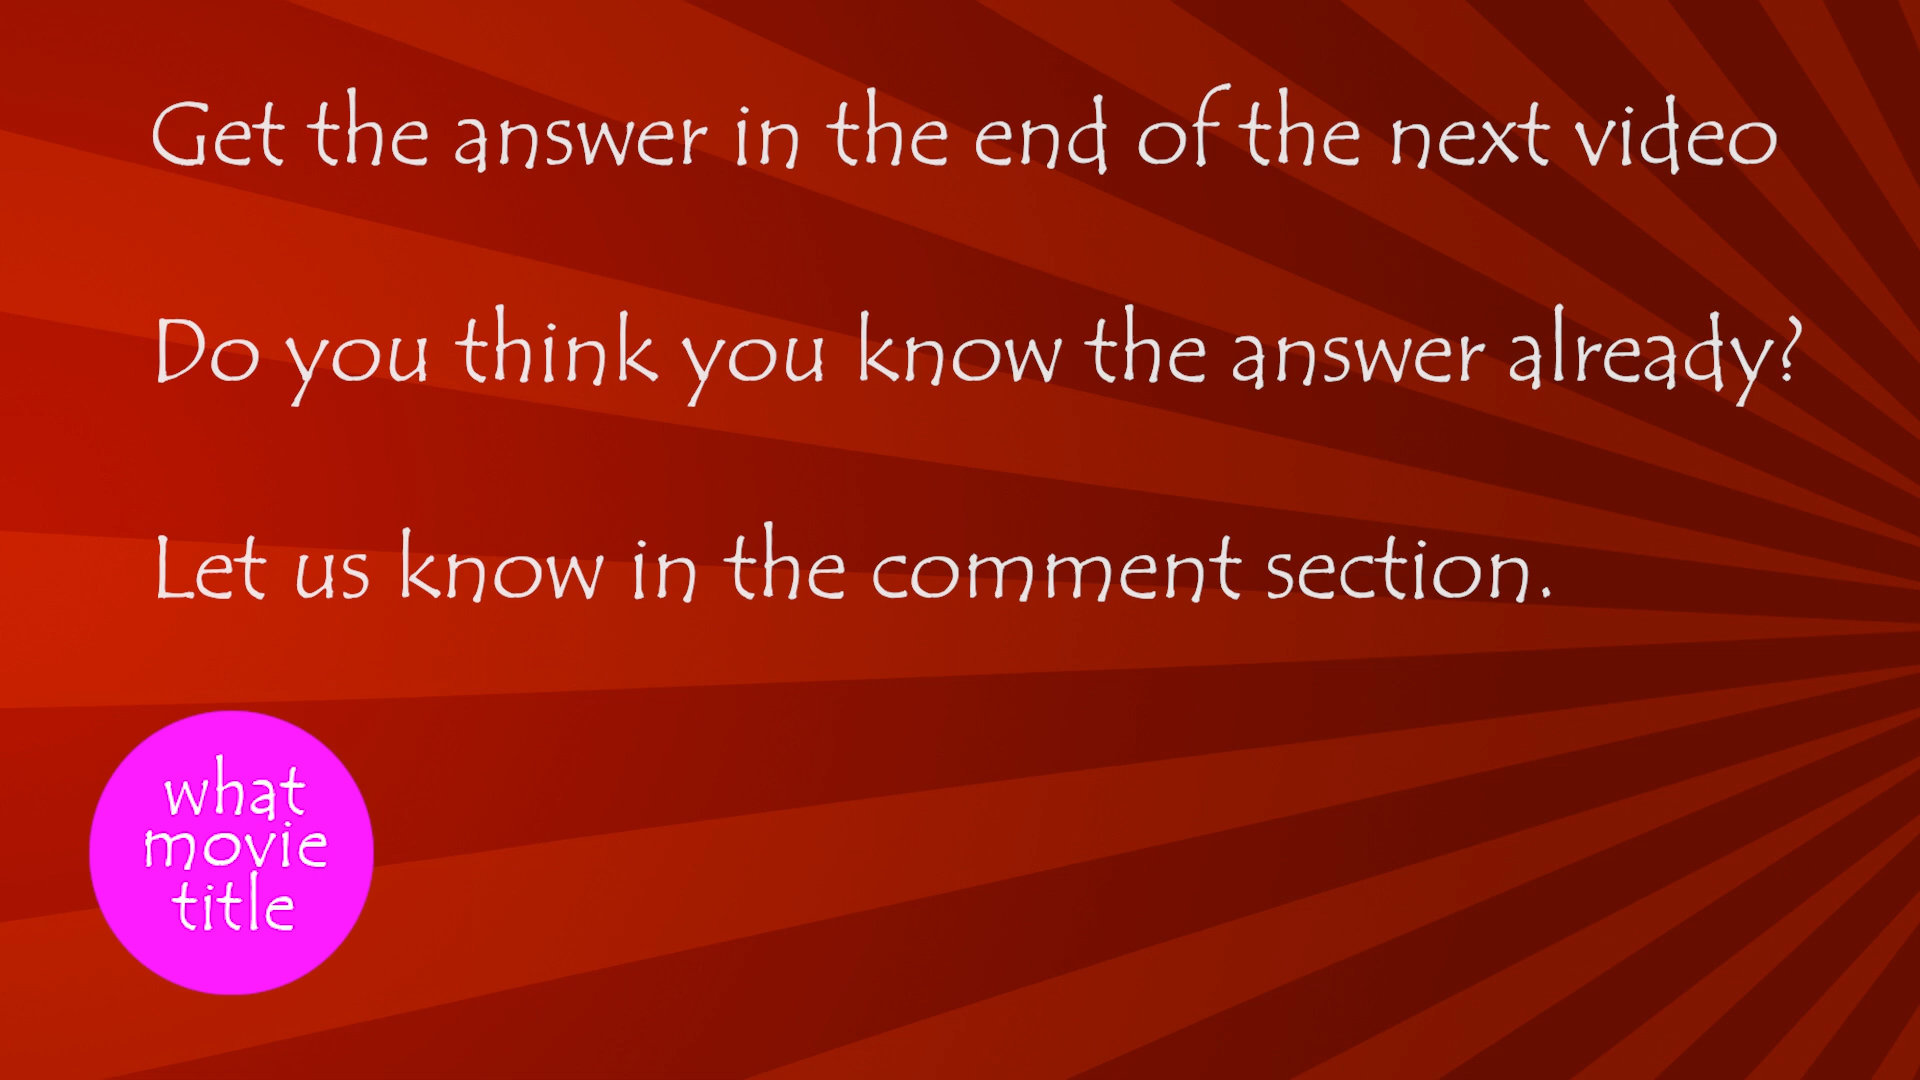 Get the answer in the end of the next video
Do you think you know the answer already?
Let us know in the comment section.
what
movie
title